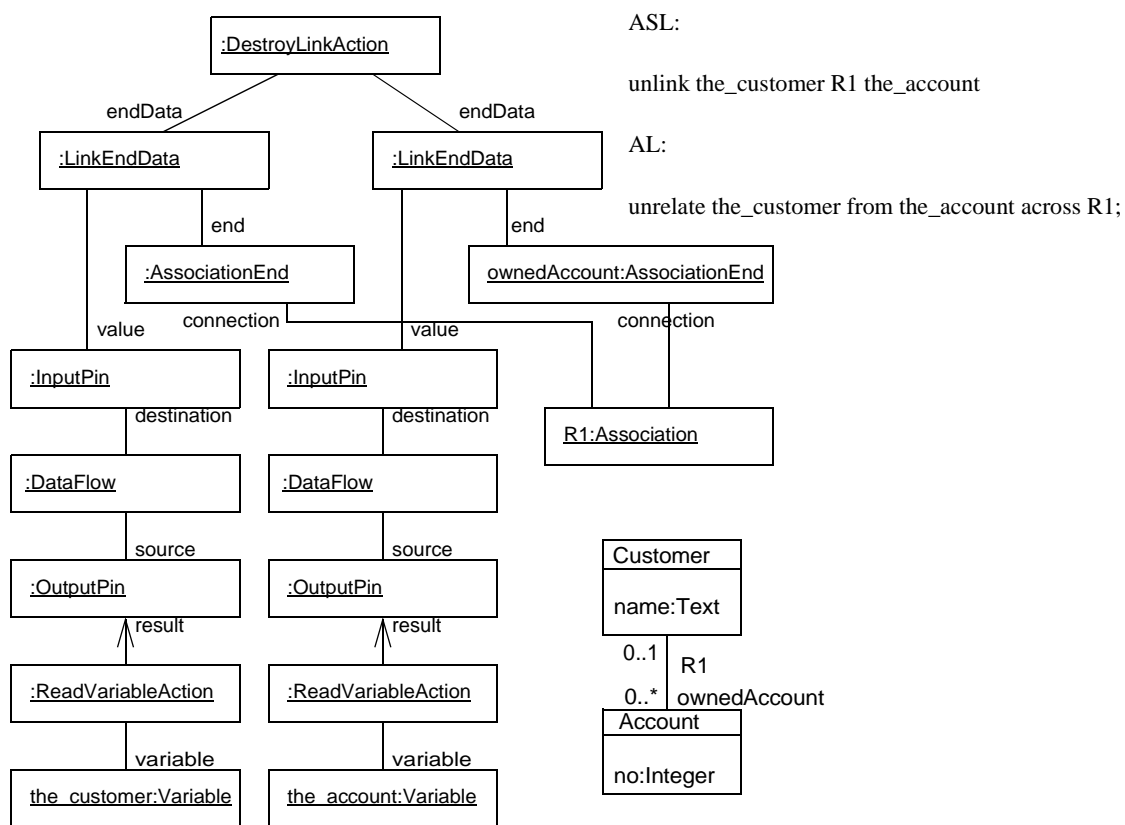 ASL:
:DestroyLinkAction
unlink the_customer R1 the_account
endData endData
AL:
:LinkEndData :LinkEndData
unrelate the_customer from the_account across R1;
end end
:AssociationEnd ownedAccount:AssociationEnd
value connection value connection
:InputPin :InputPin
destination destination
R1:Association
:DataFlow :DataFlow
source source
Customer
:OutputPin :OutputPin
name:Text
result result
0..1
R1
:ReadVariableAction :ReadVariableAction
0..* ownedAccount
Account
variable variable
no:Integer
the_customer:Variable the_account:Variable